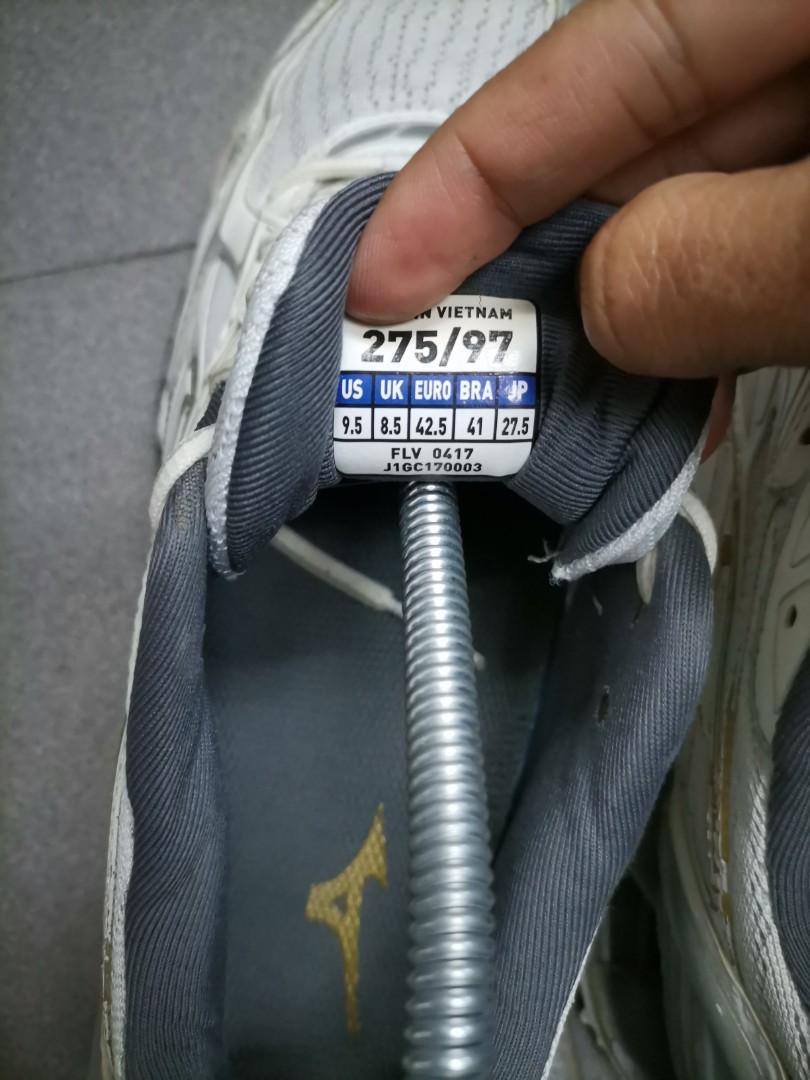 IN VIETNAM
275/97
US UK EURO BRA JP
9.5 8.5 42.5 41 27.5
FLV 0417
J1GC170003